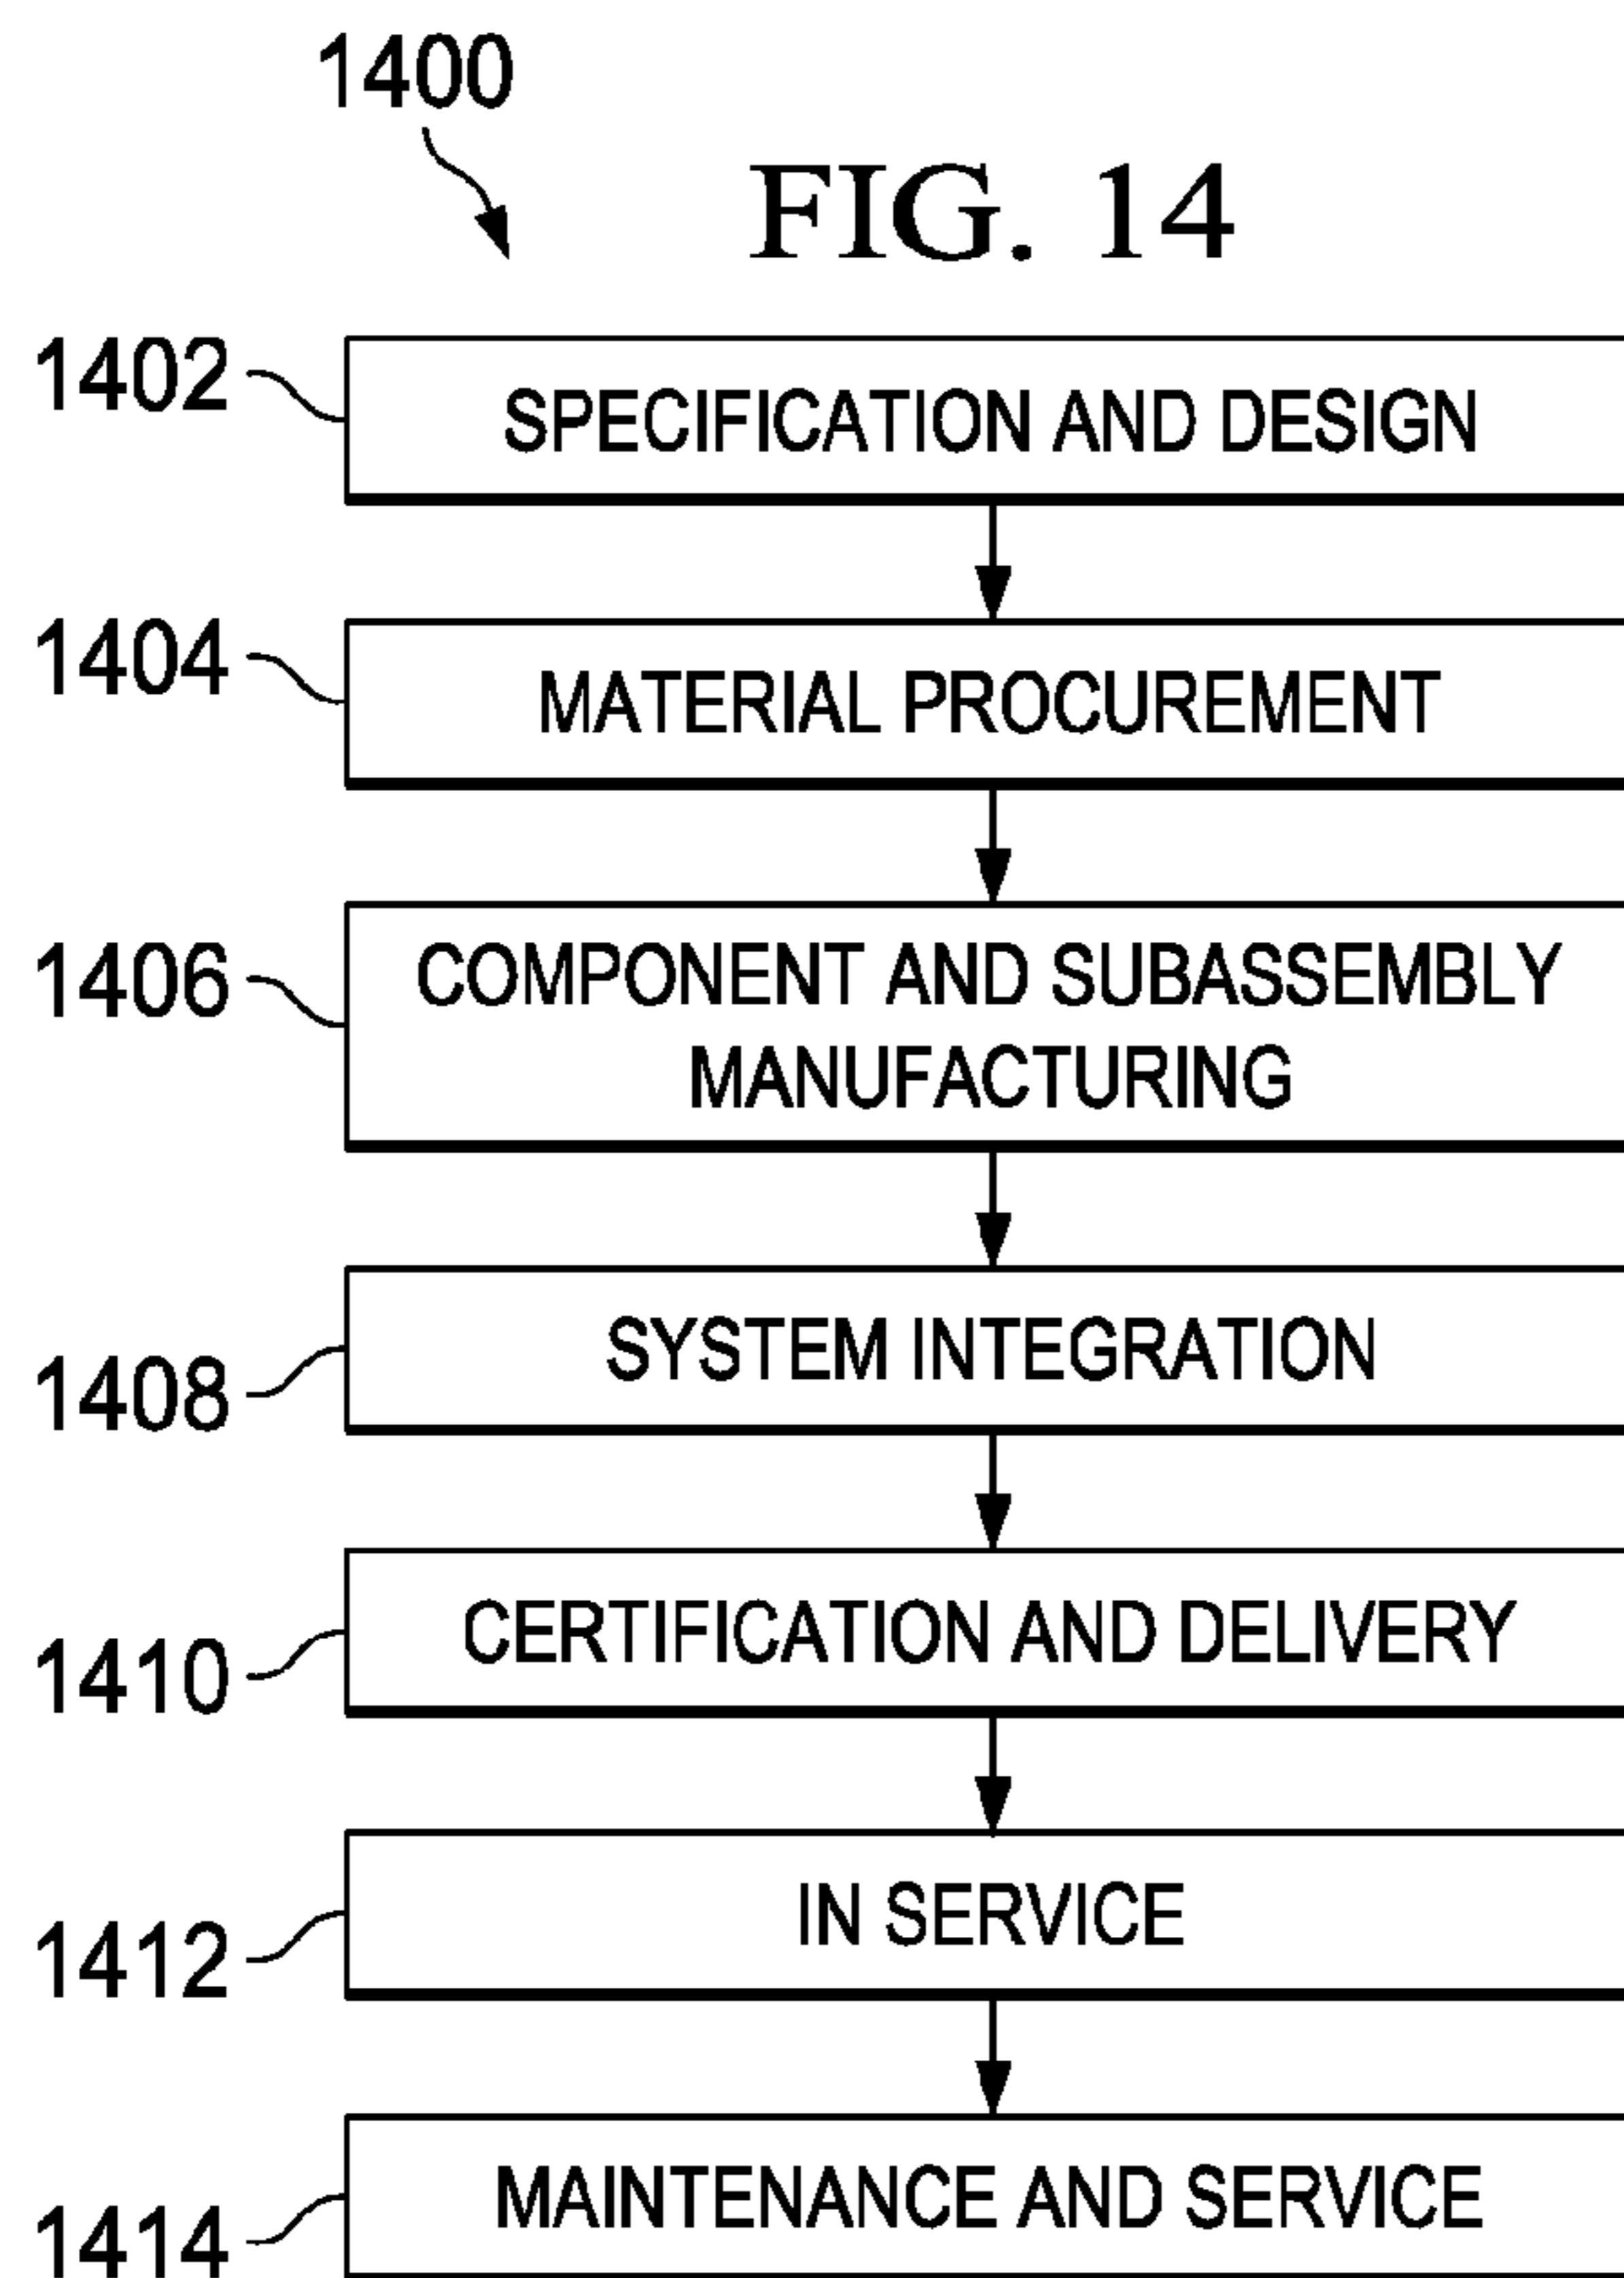 1400
FIG. 14
1402
SPECIFICATION AND DESIGN
1404
MATERIAL PROCUREMENT
1406
COMPONENT AND SUBASSEMBLY
MANUFACTURING
1408
SYSTEM INTEGRATION
1410
CERTIFICATION AND DELIVERY
1412
IN SERVICE
1414
MAINTENANCE AND SERVICE